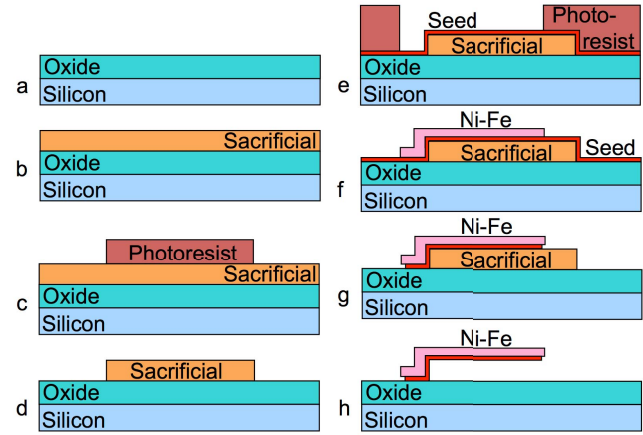 a
Oxide
Silicon
b
Sacrificial
Oxide
Silicon
c
Photoresist
Sacrificial
Oxide
Silicon
d
Sacrificial
Oxide
Silicon
e
Seed
Photo-
resist
Sacrificial
Oxide
Silicon
f
Ni-Fe
Sacrificial
Seed
Oxide
Silicon
g
Ni-Fe
Sacrificial
Oxide
Silicon
h
Ni-Fe
Oxide
Silicon